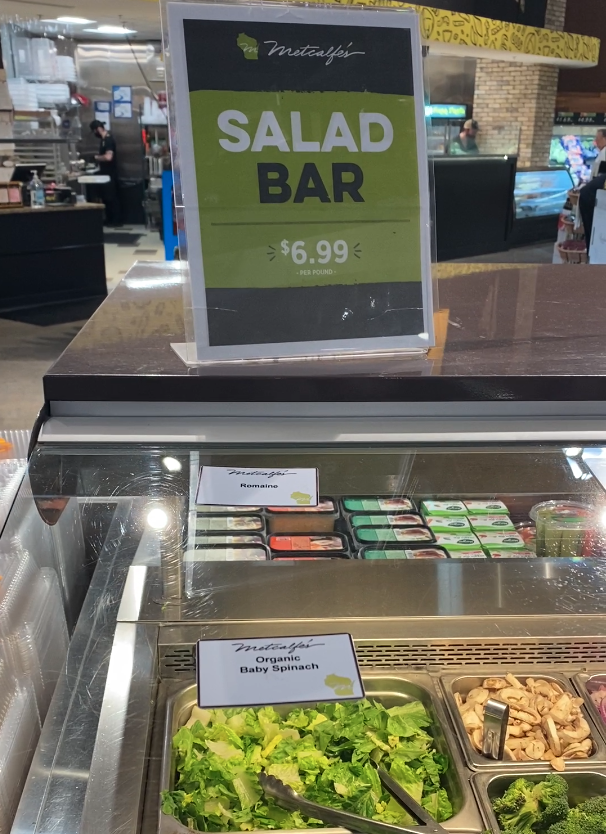 Metcalfe's
SALAD
BAR
$6.99
- PER POUND -
Metcalfe's
Romaine
Metcalfe's
Organic
Baby Spinach